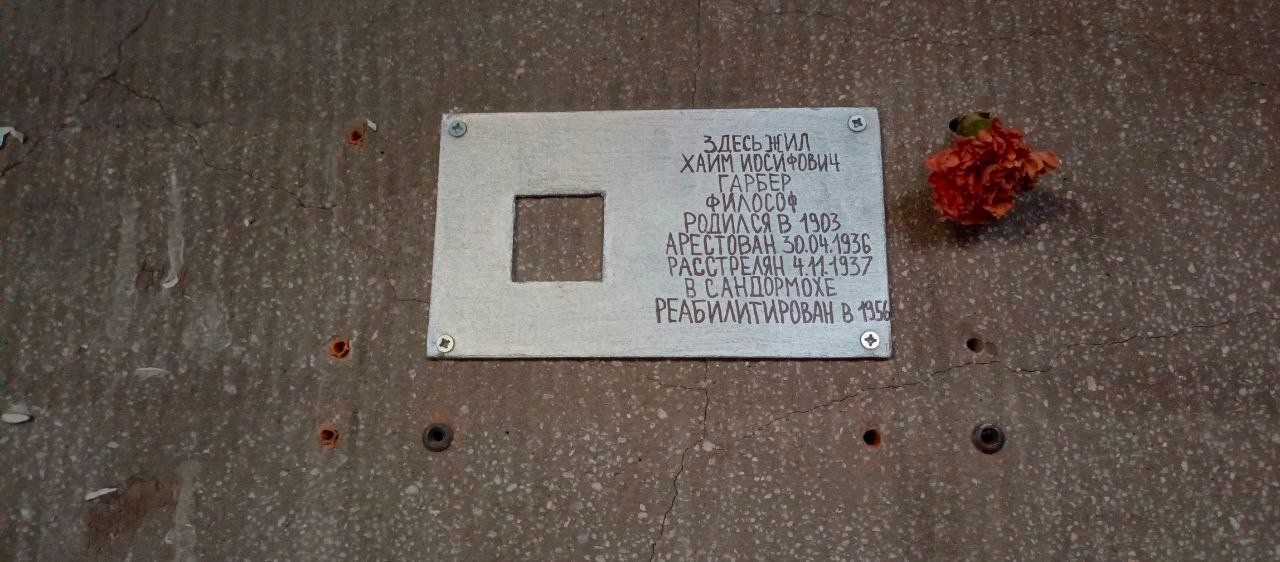 ЗДЕСЬ ЖИЛ
ХАИМ ИОСИФОВИЧ
ГАРБЕР
ФИЛОСОФ
РОДИЛСЯ В 1903
АРЕСТОВАН 30.04.1936
РАССТРЕЛЯН 4.11.1937
В САНДОРМОХЕ
РЕАБИЛИТИРОВАН В 1956